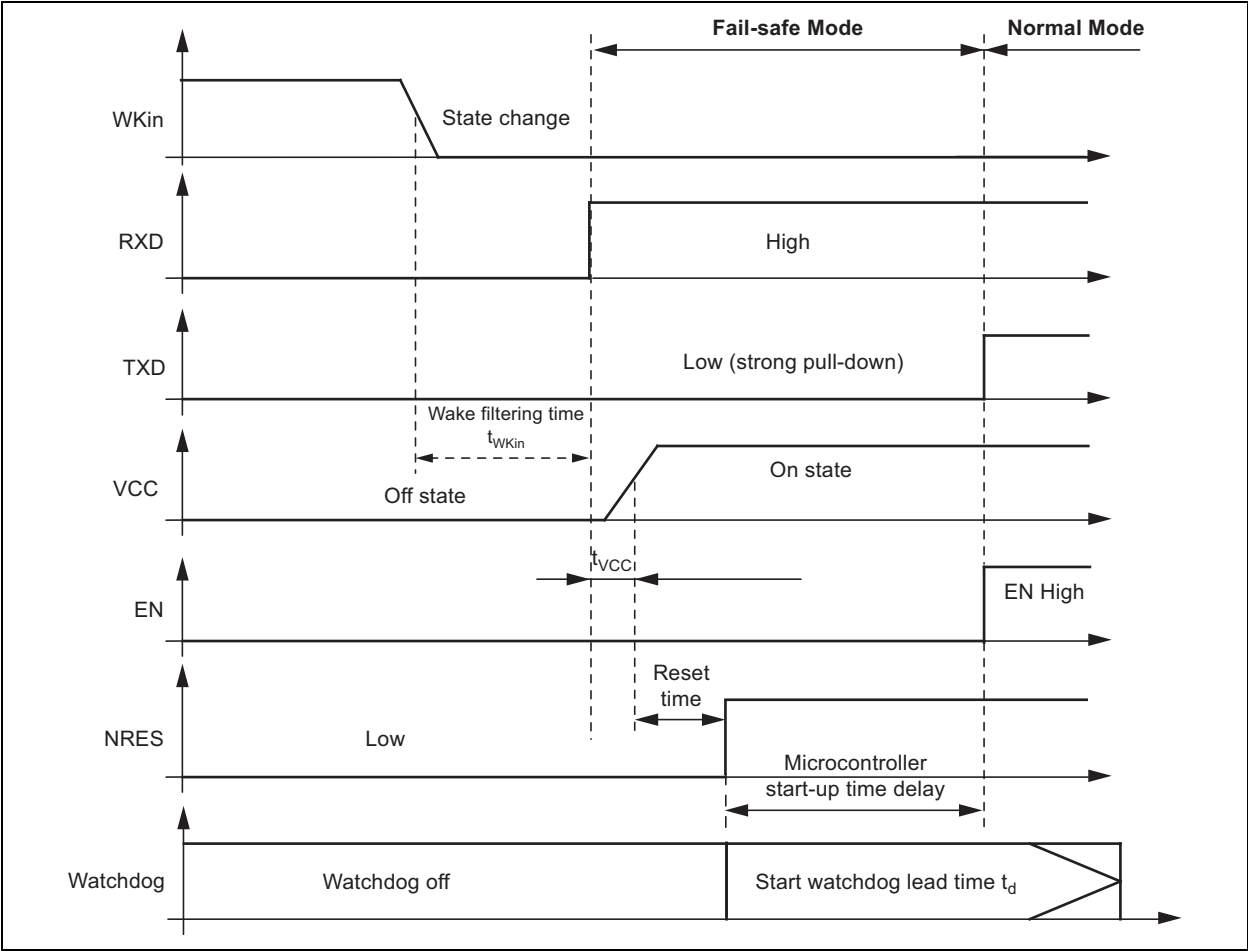 Fail-safe Mode
Normal Mode
WKin
State change
RXD
High
TXD
Low (strong pull-down)
Wake filtering time
tWKin
VCC
Off state
On state
tVCC
EN
EN High
Reset
time
NRES
Low
Microcontroller
start-up time delay
Watchdog
Watchdog off
Start watchdog lead time td